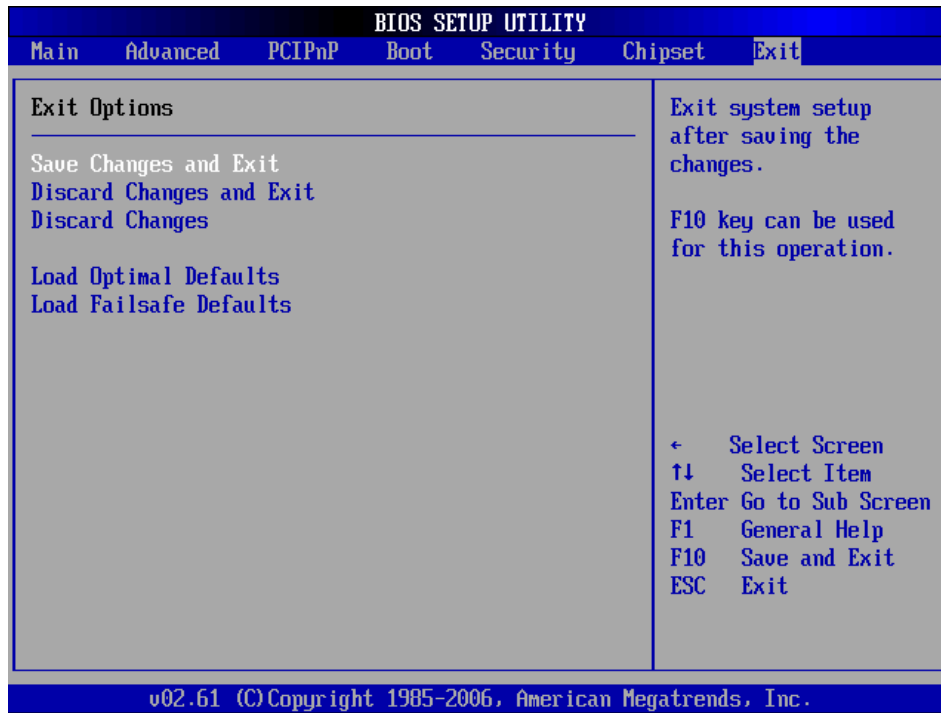 BIOS SETUP UTILITY
Main Advanced PCIPnP Boot Security Chipset Exit
Exit Options
Save Changes and Exit
Discard Changes and Exit
Discard Changes
Load Optimal Defaults
Load Failsafe Defaults
Exit system setup
after saving the
changes.
F10 key can be used
for this operation.
← Select Screen
↑↓ Select Item
Enter Go to Sub Screen
F1 General Help
F10 Save and Exit
ESC Exit
v02.61 (C)Copyright 1985-2006, American Megatrends, Inc.